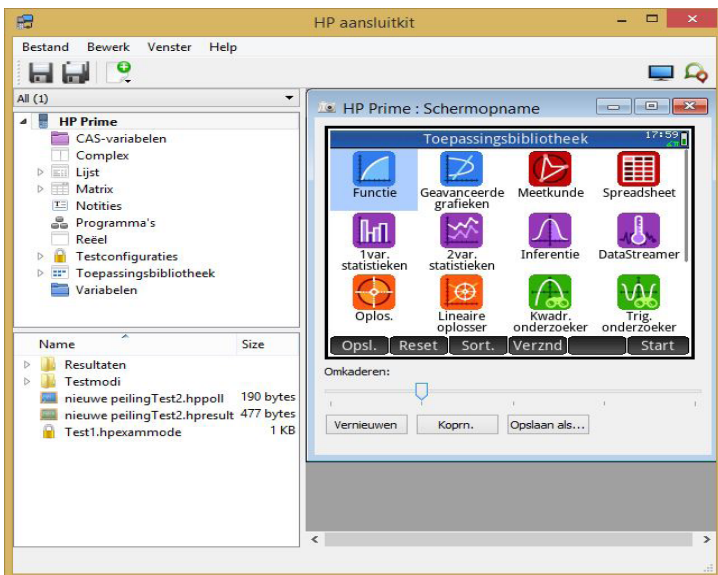 HP aansluitkit
Bestand Bewerk Venster Help
All (1)
HP Prime
CAS-variabelen
Complex
Lijst
Matrix
Notities
Programma's
Reëel
Testconfiguraties
Toepassingsbibliotheek
Variabelen
Name Size
Resultaten
Testmodi
nieuwe peilingTest2.hppoll 190 bytes
nieuwe peilingTest2.hpresult 477 bytes
Test1.hpexammode 1 KB
HP Prime : Schermopname
Toepassingsbibliotheek 17:59
Functie Geavanceerde grafieken Meetkunde Spreadsheet
1var. statistieken 2var. statistieken Inferentie DataStreamer
Oplos. Lineaire oplosser Kwadr. onderzoeker Trig. onderzoeker
Opsl. Reset Sort. Verznd Start
Omkaderen:
Vernieuwen Koprn. Opslaan als...